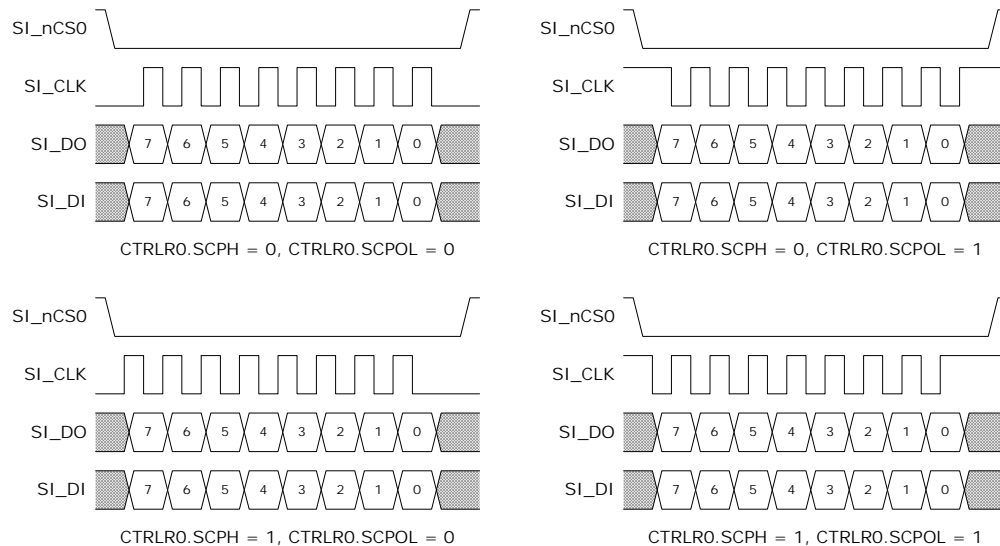 SI_nCS0
SI_CLK
SI_DO 7 6 5 4 3 2 1 0
SI_DI 7 6 5 4 3 2 1 0
CTRLR0.SCPH = 0, CTRLR0.SCPOL = 0
SI_nCS0
SI_CLK
SI_DO 7 6 5 4 3 2 1 0
SI_DI 7 6 5 4 3 2 1 0
CTRLR0.SCPH = 0, CTRLR0.SCPOL = 1
SI_nCS0
SI_CLK
SI_DO 7 6 5 4 3 2 1 0
SI_DI 7 6 5 4 3 2 1 0
CTRLR0.SCPH = 1, CTRLR0.SCPOL = 0
SI_nCS0
SI_CLK
SI_DO 7 6 5 4 3 2 1 0
SI_DI 7 6 5 4 3 2 1 0
CTRLR0.SCPH = 1, CTRLR0.SCPOL = 1